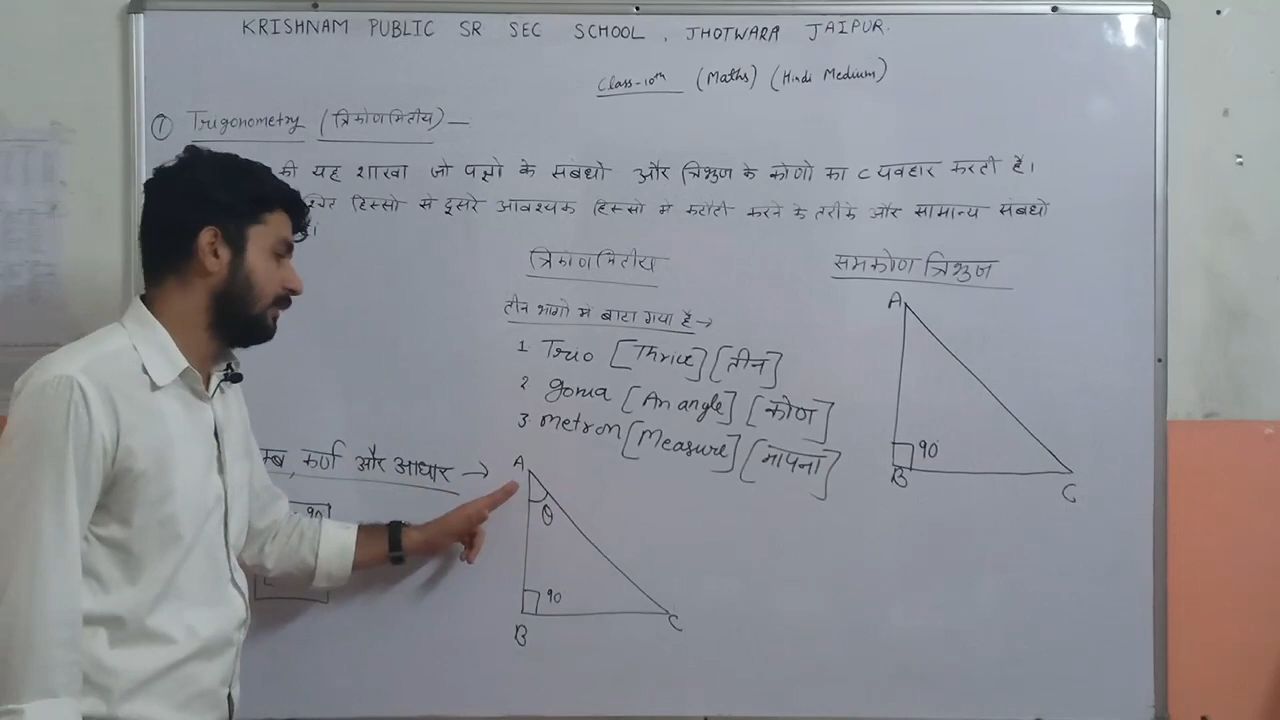 KRISHNAM PUBLIC SR SEC SCHOOL, JHOTWARA JAIPUR.
Class-10th (Maths) (Hindi Medium)
① Trigonometry (त्रिकोणमितीय) —
की यह शाखा जो पक्षो के संबधो और त्रिभुज के कोणो का व्यवहार करती है।
हिस्सो से दूसरे आवश्यक हिस्सो मे कटौती करने के तरीके और सामान्य संबधो
है।
त्रिकोणमितीय
समकोण त्रिभुज
तीन भागो मे बाटा गया है →
1 Trio [Thrice] [तीन]
2 gonia [An angle] [कोण]
3. metron [Measure] [मापना]
A
90
B
C
म्ब, कर्ण और आधार →
A
θ
90
B
C
90